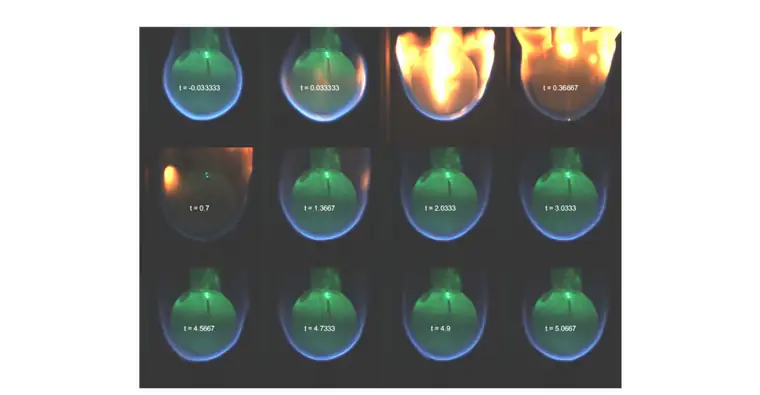 t = -0.033333
t = 0.033333
t = 0.36667
t = 0.7
t = 1.3667
t = 2.0333
t = 3.0333
t = 4.5667
t = 4.7333
t = 4.9
t = 5.0667